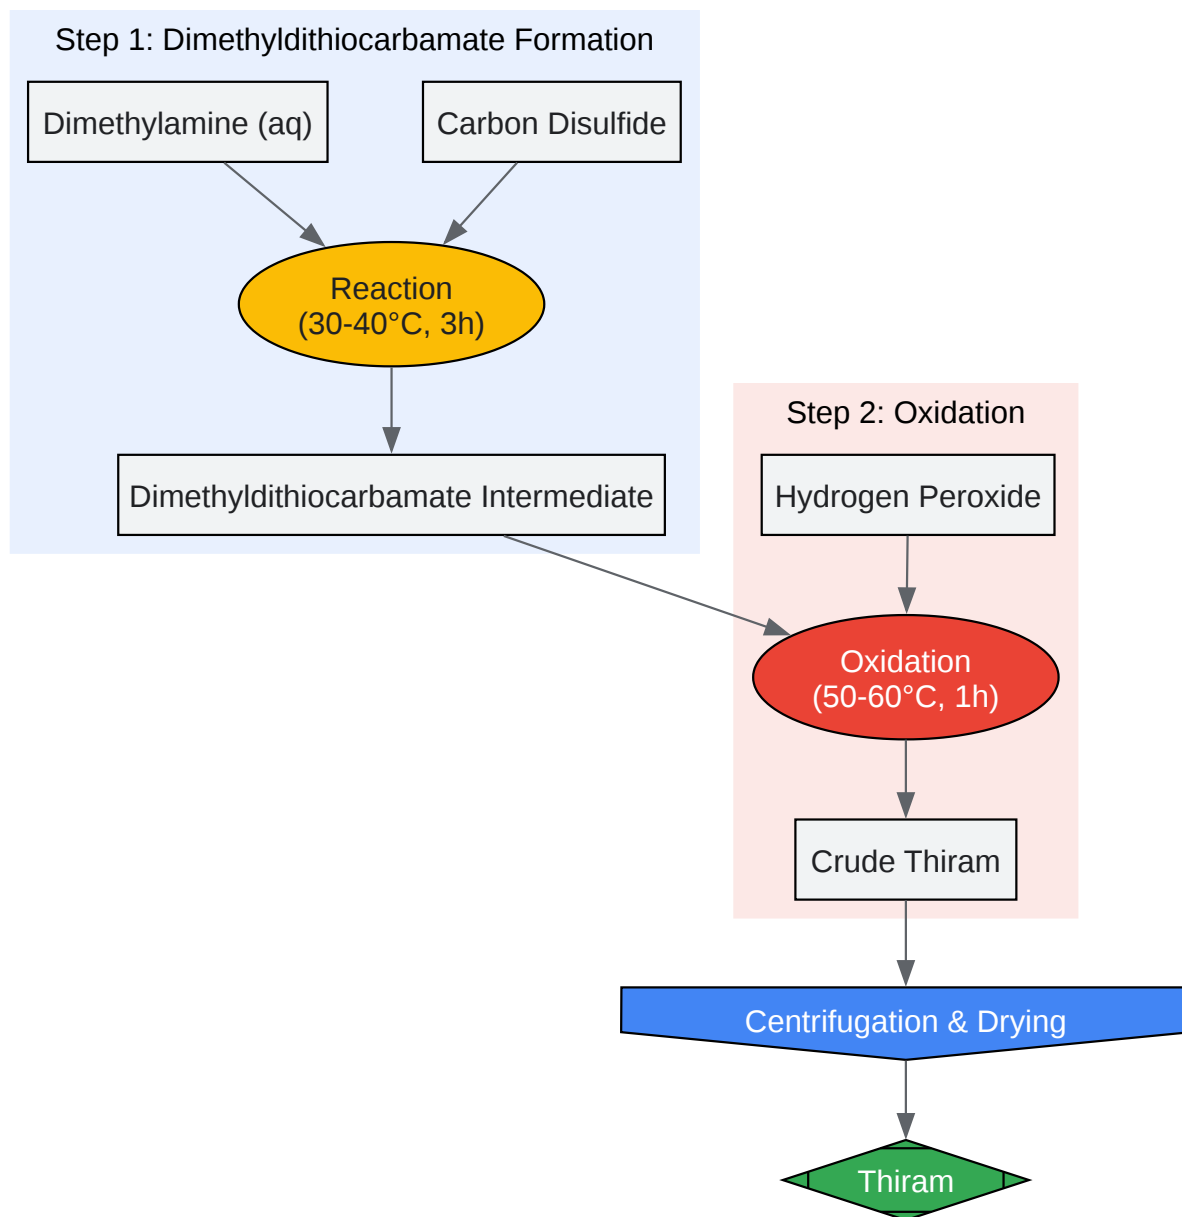 Step 1: Dimethyldithiocarbamate Formation
Dimethylamine (aq)
Carbon Disulfide
Reaction
(30-40°C, 3h)
Dimethyldithiocarbamate Intermediate
Step 2: Oxidation
Hydrogen Peroxide
Oxidation
(50-60°C, 1h)
Crude Thiram
Centrifugation & Drying
Thiram